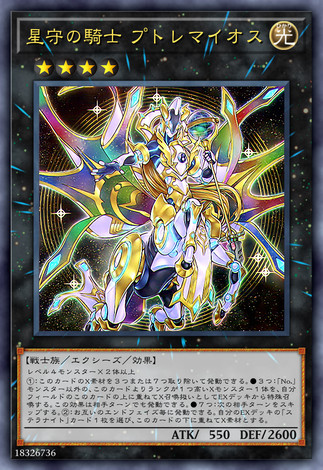 星守の騎士 プトレマイオス
光
【戦士族／エクシーズ／効果】
レベル４モンスター×２体以上
①：このカードのX素材を３つまたは７つ取り除いて発動できる。●３つ：「No.」
モンスター以外の、このカードよりランクが１つ高いXモンスター１体を、自分
フィールドのこのカードの上に重ねてX召喚扱いとしてEXデッキから特殊召
喚する。この効果は相手ターンでも発動できる。●７つ：次の相手ターンをスキ
ップする。②：お互いのエンドフェイズ毎に発動できる。自分のEXデッキの「ス
テラナイト」カード１枚を選び、このカードの下に重ねてX素材とする。
ATK/ 550 DEF/2600
18326736